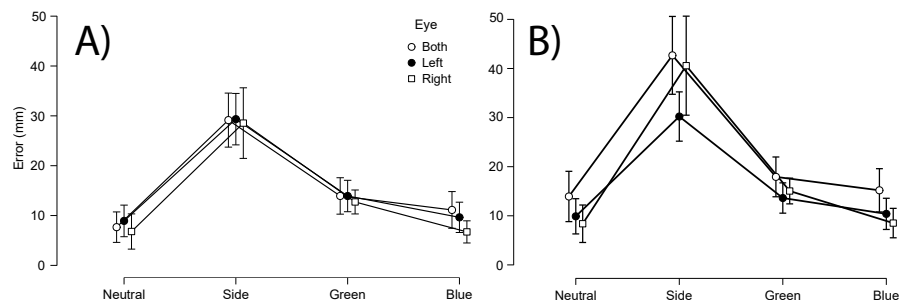 A)
Error (mm)
50
40
30
20
10
0
Neutral
Side
Green
Blue
Eye
Both
Left
Right
B)
50
40
30
20
10
0
Neutral
Side
Green
Blue